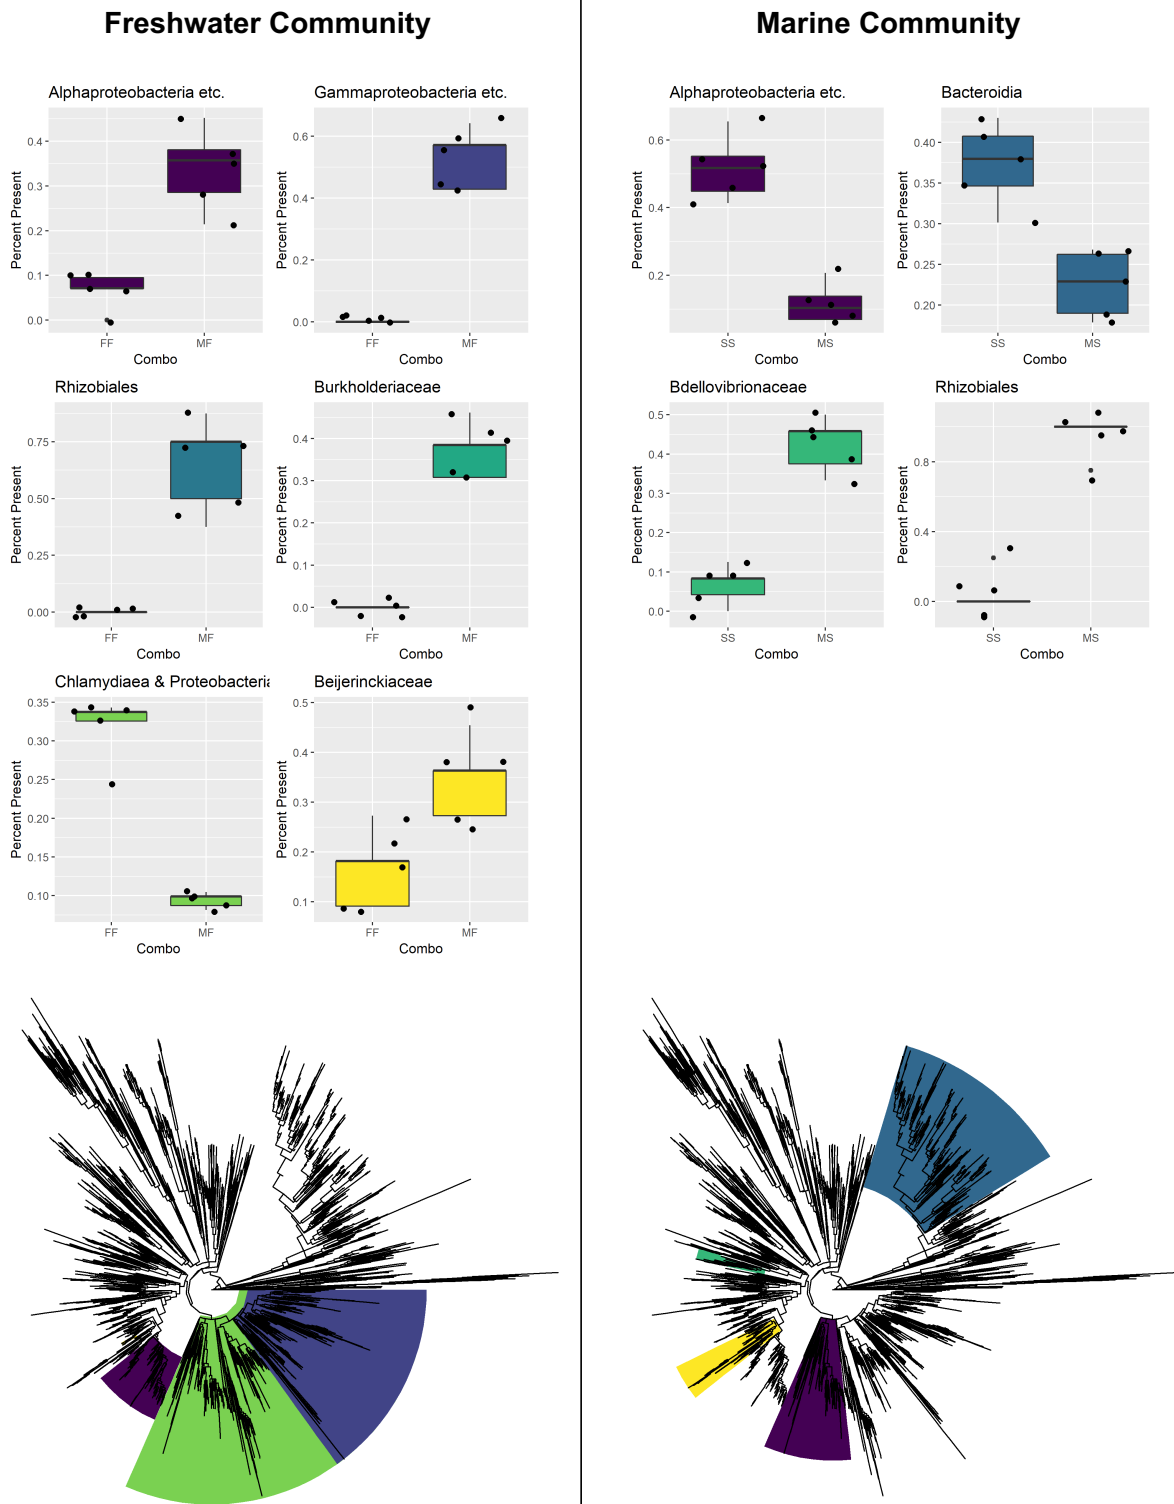 Freshwater Community
Marine Community
Alphaproteobacteria etc.
Gammaproteobacteria etc.
Alphaproteobacteria etc.
Bacteroidia
Percent Present
0.4
0.3
0.2
0.1
0.0
FF
MF
Combo
Percent Present
0.6
0.4
0.2
0.0
FF
MF
Combo
Percent Present
0.6
0.4
0.2
SS
MS
Combo
Percent Present
0.40
0.35
0.30
0.25
0.20
SS
MS
Combo
Rhizobiales
Burkholderiaceae
Bdellovibrionaceae
Rhizobiales
Percent Present
0.75
0.50
0.25
0.00
FF
MF
Combo
Percent Present
0.4
0.3
0.2
0.1
0.0
FF
MF
Combo
Percent Present
0.5
0.4
0.3
0.2
0.1
0.0
SS
MS
Combo
Percent Present
0.8
0.4
0.0
SS
MS
Combo
Chlamydiaea & Proteobacteria
Beijerinckiaceae
Percent Present
0.35
0.30
0.25
0.20
0.15
0.10
FF
MF
Combo
Percent Present
0.5
0.4
0.3
0.2
0.1
FF
MF
Combo